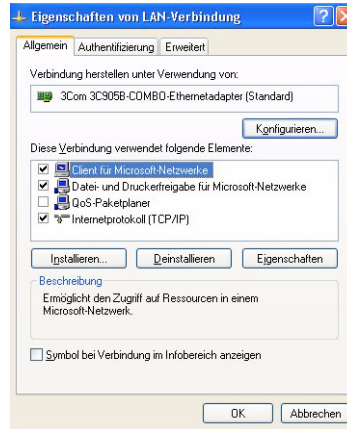 Eigenschaften von LAN-Verbindung
Allgemein Authentifizierung Erweitert
Verbindung herstellen unter Verwendung von:
3Com 3C905B-COMBO-Ethernetadapter (Standard)
Konfigurieren...
Diese Verbindung verwendet folgende Elemente:
Client für Microsoft-Netzwerke
Datei- und Druckerfreigabe für Microsoft-Netzwerke
QoS-Paketplaner
Internetprotokoll (TCP/IP)
Installieren... Deinstallieren Eigenschaften
Beschreibung
Ermöglicht den Zugriff auf Ressourcen in einem
Microsoft-Netzwerk.
Symbol bei Verbindung im Infobereich anzeigen
OK Abbrechen